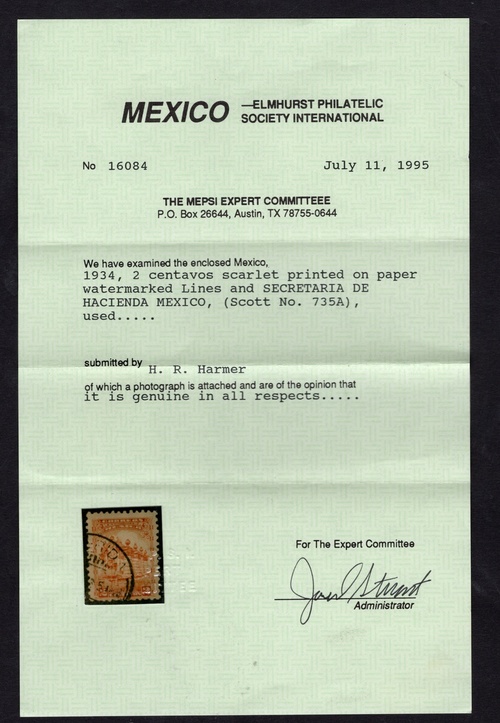 MEXICO —ELMHURST PHILATELIC
SOCIETY INTERNATIONAL
No 16084 July 11, 1995
THE MEPSI EXPERT COMMITTEEE
P.O. Box 26644, Austin, TX 78755-0644
We have examined the enclosed Mexico,
1934, 2 centavos scarlet printed on paper
watermarked Lines and SECRETARIA DE
HACIENDA MEXICO, (Scott No. 735A),
used.....
submitted by H. R. Harmer
of which a photograph is attached and are of the opinion that
it is genuine in all respects.....
For The Expert Committee
Administrator